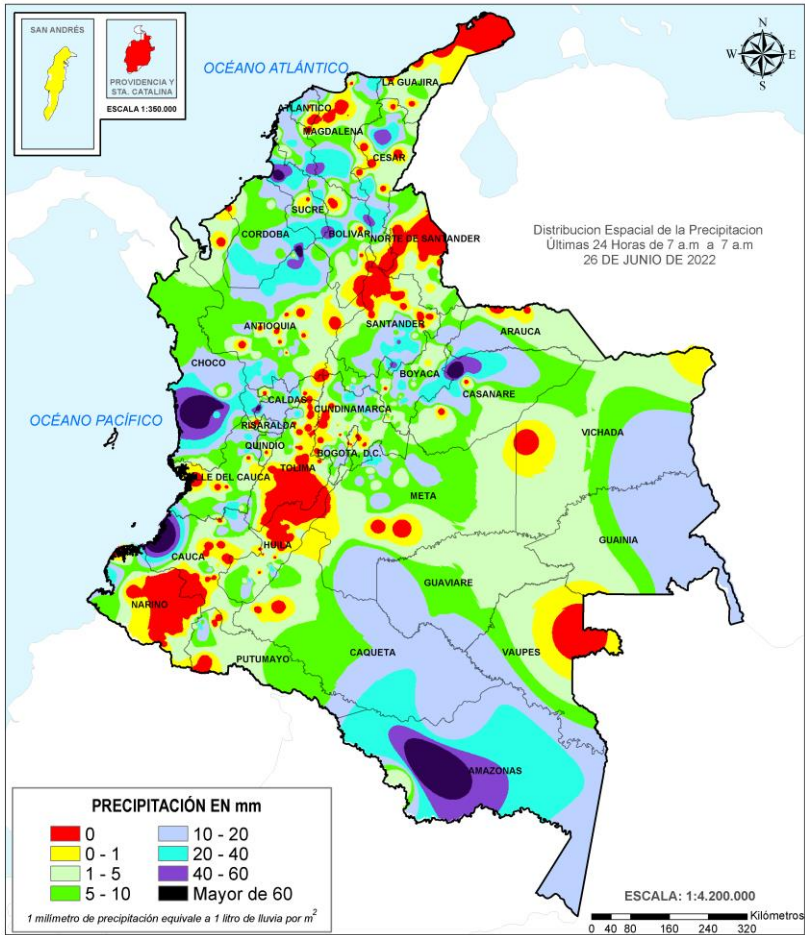 SAN ANDRÉS
PROVIDENCIA Y
STA. CATALINA
ESCALA 1:350.000
OCÉANO ATLÁNTICO
N
W
E
S
LA GUAJIRA
ATLANTICO
MAGDALENA
CESAR
SUCRE
CORDOBA
BOLIVAR
NORTE DE SANTANDER
Distribucion Espacial de la Precipitacion
Últimas 24 Horas de 7 a.m a 7 a.m
26 DE JUNIO DE 2022
ANTIOQUIA
SANTANDER
ARAUCA
CHOCO
BOYACA
CASANARE
OCÉANO PACÍFICO
CALDAS
CUNDINAMARCA
RISARALDA
VICHADA
QUINDIO
BOGOTA, D.C.
TOLIMA
VALLE DEL CAUCA
META
GUAINIA
CAUCA
HUILA
GUAVIARE
NARIÑO
CAQUETA
VAUPES
PUTUMAYO
AMAZONAS
PRECIPITACIÓN EN mm
0
10 - 20
0 - 1
20 - 40
1 - 5
40 - 60
5 - 10
Mayor de 60
1 milímetro de precipitación equivale a 1 litro de lluvia por m²
ESCALA: 1:4.200.000
Kilómetros
0 40 80 160 240 320